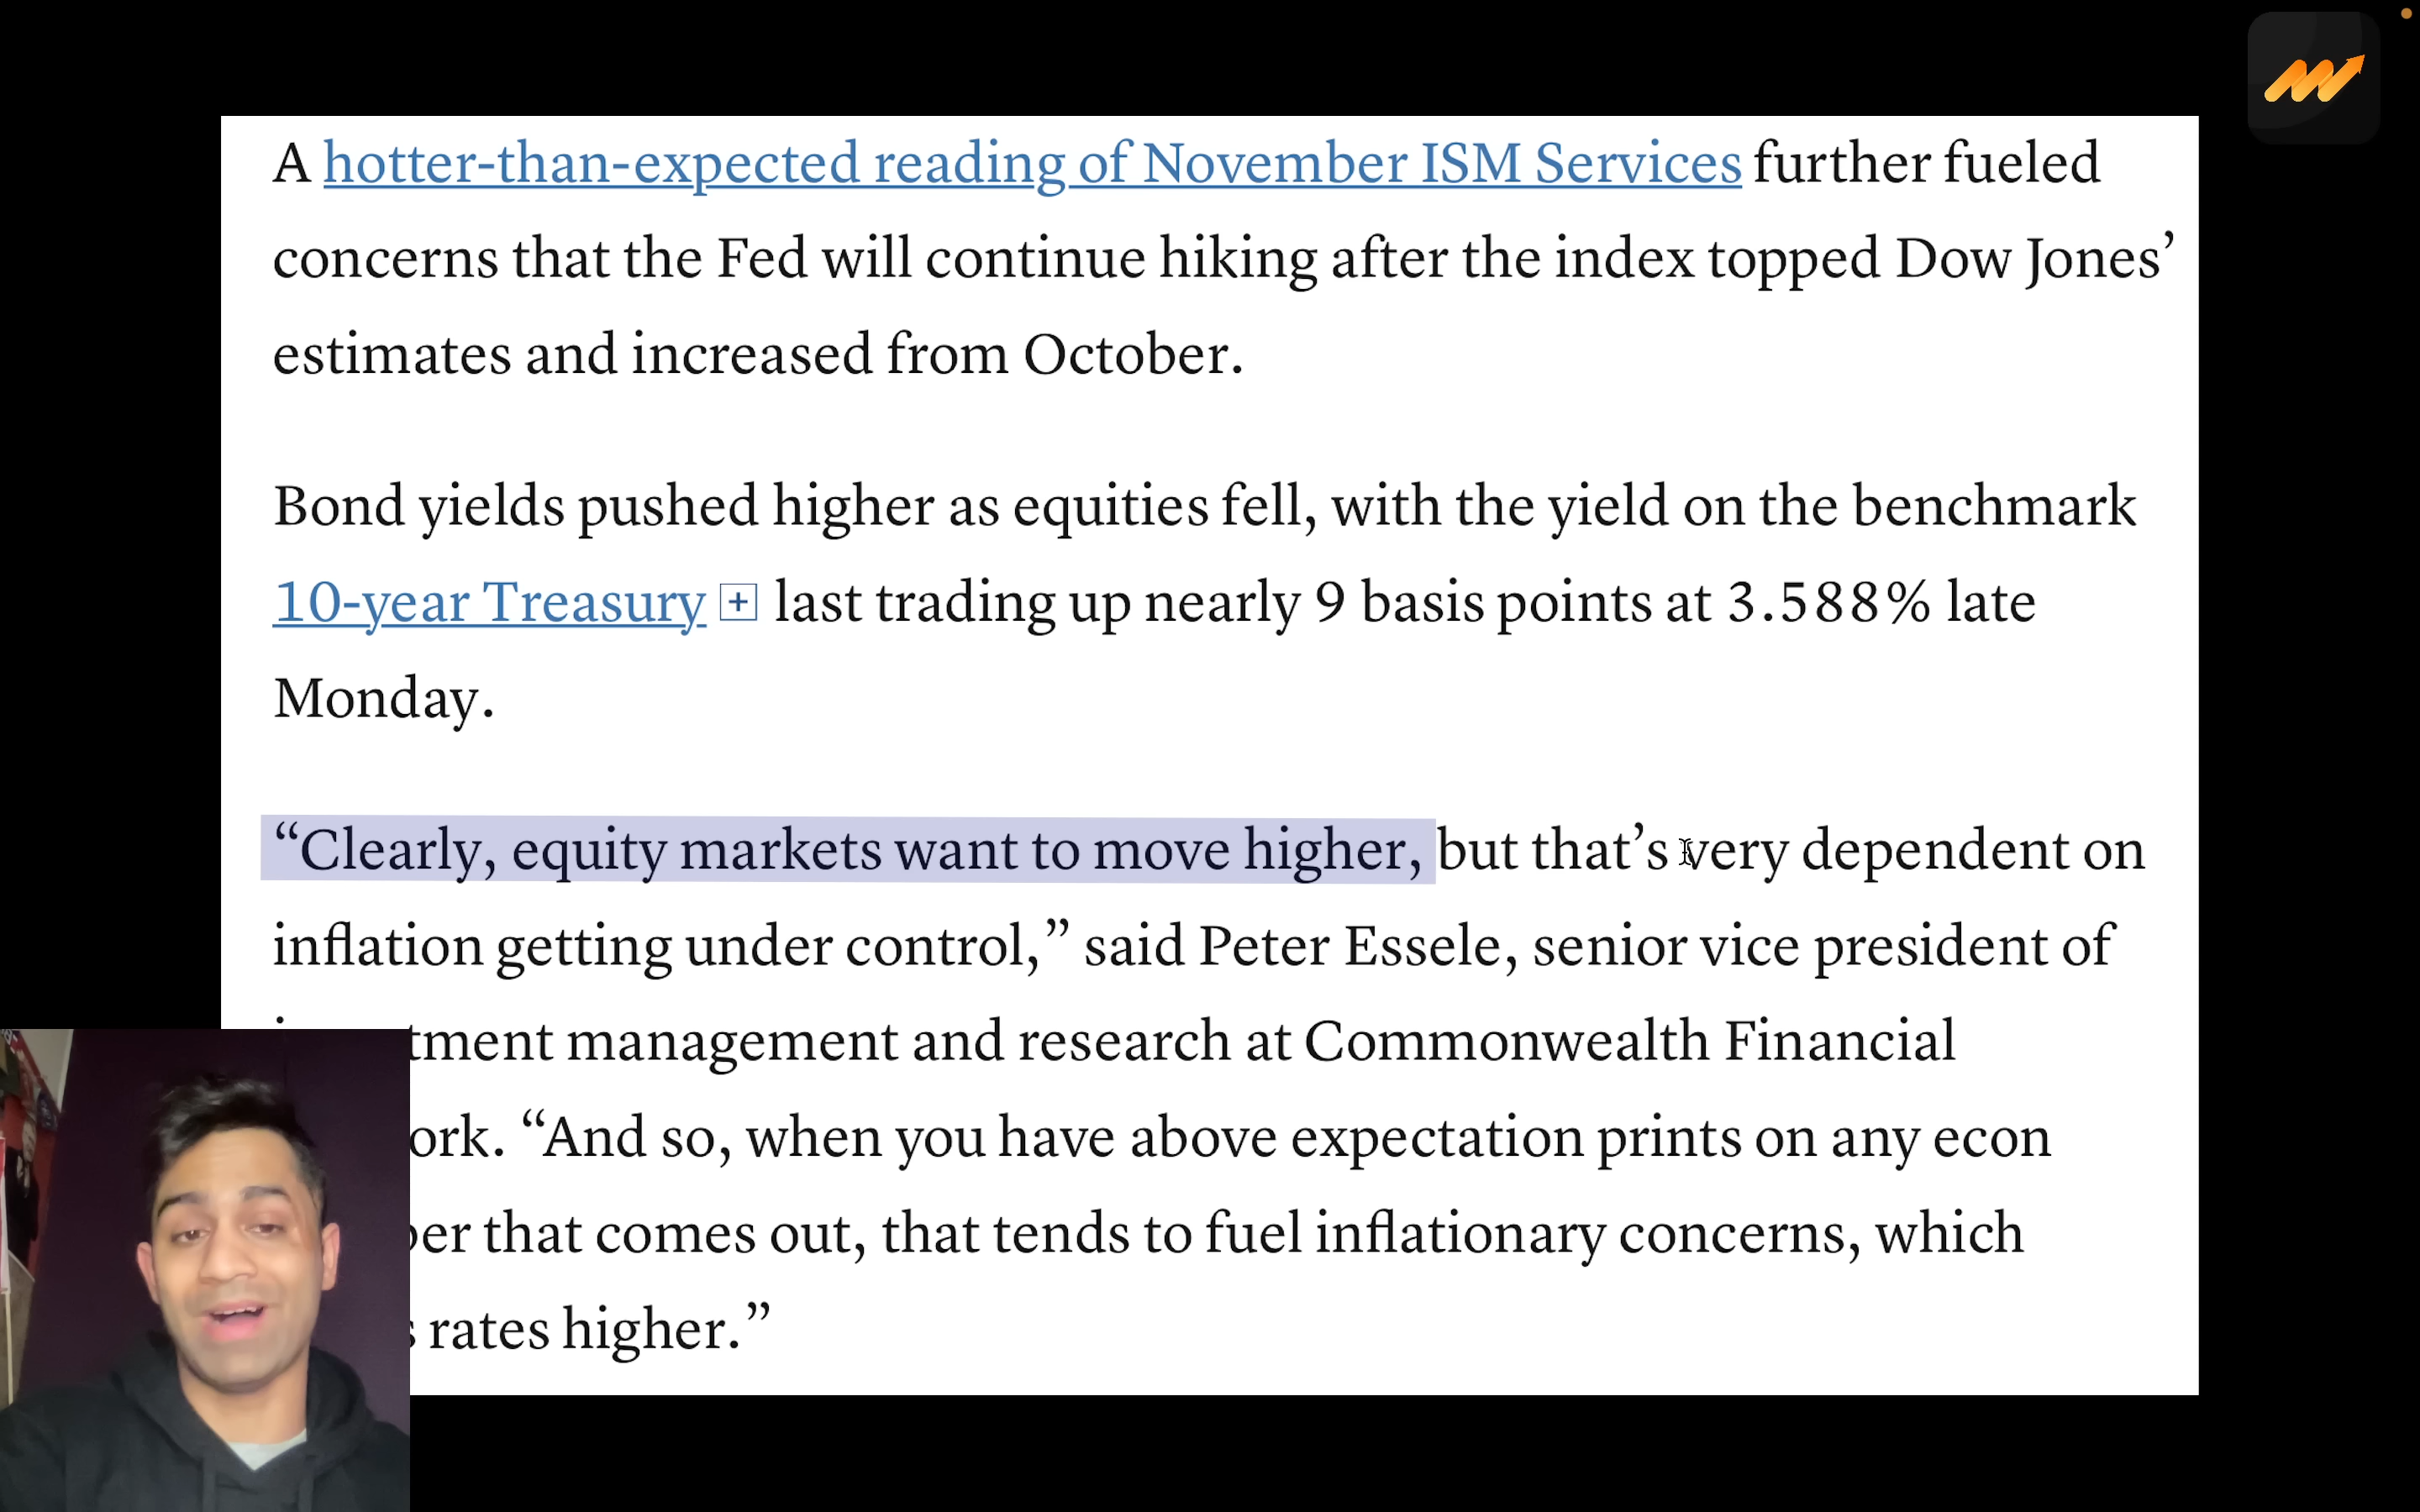 A hotter-than-expected reading of November ISM Services further fueled
concerns that the Fed will continue hiking after the index topped Dow Jones’
estimates and increased from October.
Bond yields pushed higher as equities fell, with the yield on the benchmark
10-year Treasury + last trading up nearly 9 basis points at 3.588% late
Monday.
“Clearly, equity markets want to move higher, but that’s very dependent on
inflation getting under control,” said Peter Essele, senior vice president of
tment management and research at Commonwealth Financial
ork. “And so, when you have above expectation prints on any econ
er that comes out, that tends to fuel inflationary concerns, which
rates higher.”